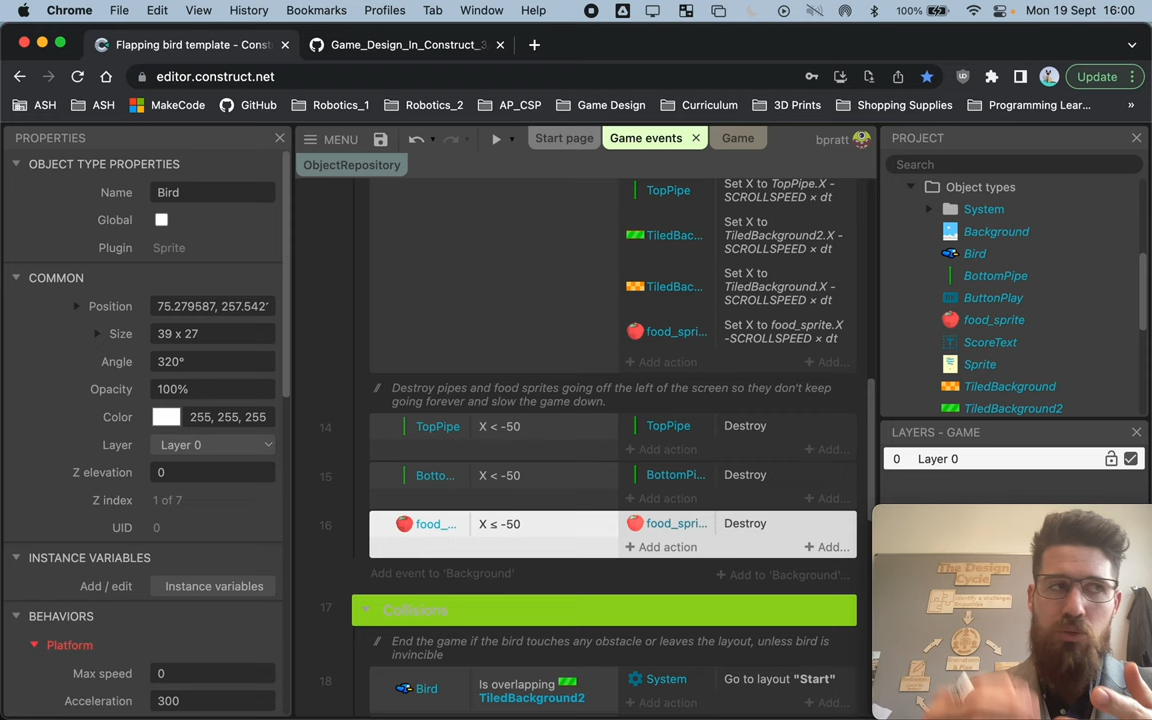 Chrome File Edit View History Bookmarks Profiles Tab Window Help 100% Mon 19 Sept 16:00
Flapping bird template - Cons Game_Design_In_Construct_3
editor.construct.net Update
ASH ASH MakeCode GitHub Robotics_1 Robotics_2 AP_CSP Game Design Curriculum 3D Prints Shopping Supplies Programming Lear... »
PROPERTIES
OBJECT TYPE PROPERTIES
Name Bird
Global
Plugin Sprite
COMMON
Position 75.279587, 257.542
Size 39 x 27
Angle 320°
Opacity 100%
Color 255, 255, 255
Layer Layer 0
Z elevation 0
Z index 1 of 7
UID 0
INSTANCE VARIABLES
Add / edit Instance variables
BEHAVIORS
Platform
Max speed 0
Acceleration 300
MENU Start page Game events Game bpratt
ObjectRepository
TopPipe Set X to TopPipe.X -
SCROLLSPEED × dt
TiledBac... Set X to
TiledBackground2.X -
SCROLLSPEED × dt
TiledBac... Set X to
TiledBackground.X -
SCROLLSPEED × dt
food_spri... Set X to food_sprite.X
-SCROLLSPEED × dt
+ Add action + Add...
// Destroy pipes and food sprites going off the left of the screen so they don't keep
going forever and slow the game down.
14 TopPipe X < -50 TopPipe Destroy
+ Add action + Add...
15 Botto... X < -50 BottomPi... Destroy
+ Add action + Add...
16 food_... X ≤ -50 food_spri... Destroy
+ Add action + Add...
Add event to 'Background' + Add to 'Background'...
17 Collisions
// End the game if the bird touches any obstacle or leaves the layout, unless bird is
invincible
18 Bird Is overlapping System Go to layout "Start"
TiledBackground2
+ Add action + Add...
PROJECT
Search
Object types
System
Background
Bird
BottomPipe
ButtonPlay
food_sprite
ScoreText
Sprite
TiledBackground
TiledBackground2
LAYERS - GAME
0 Layer 0
The Design
Cycle